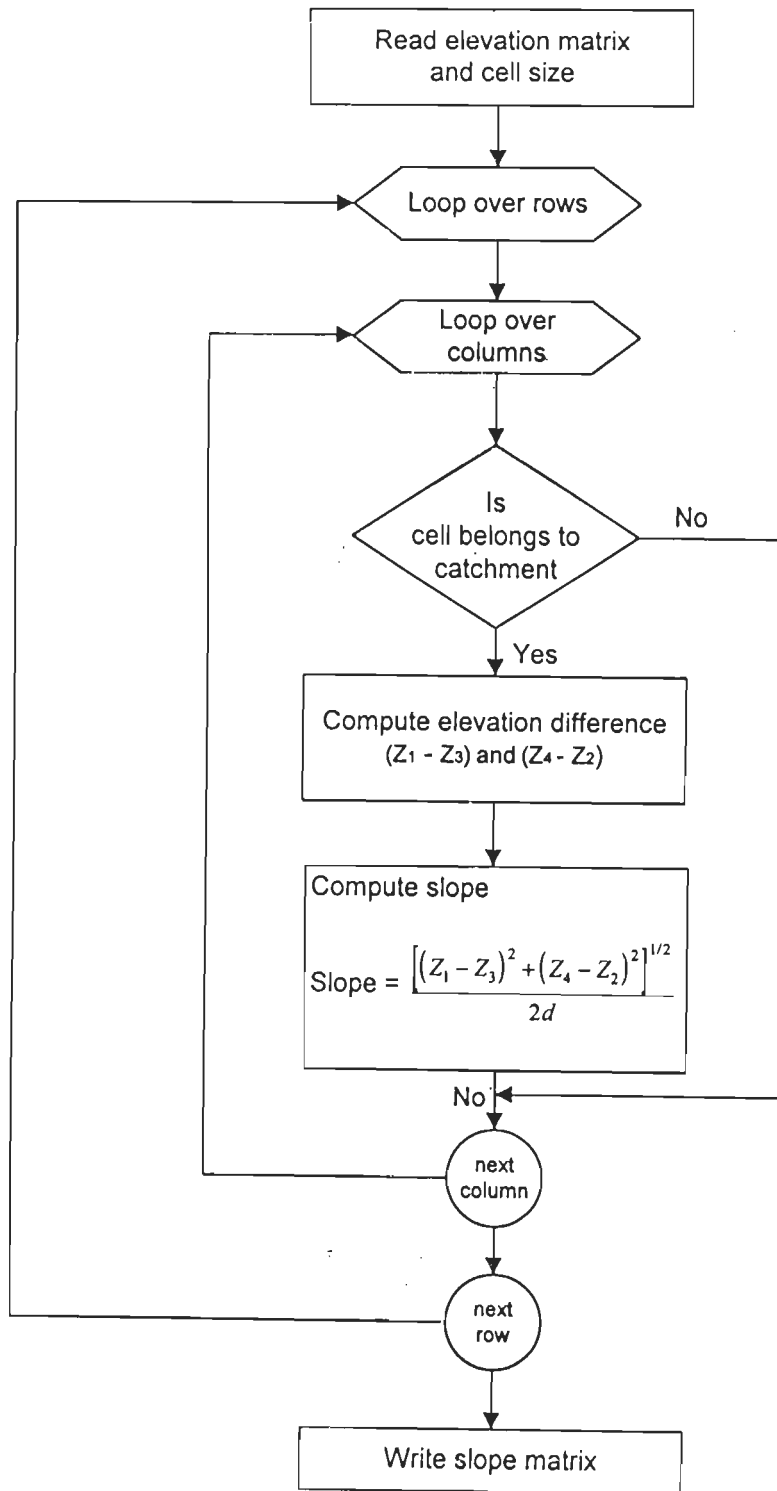 Read elevation matrix
and cell size
Loop over rows
Loop over
columns
Is
cell belongs to
catchment
No
Yes
Compute elevation difference
(Z1 - Z3) and (Z4 - Z2)
Compute slope
Slope = [(Z₁ − Z₃)² + (Z₄ − Z₂)²]^1/2 / 2d
No
next
column
next
row
Write slope matrix